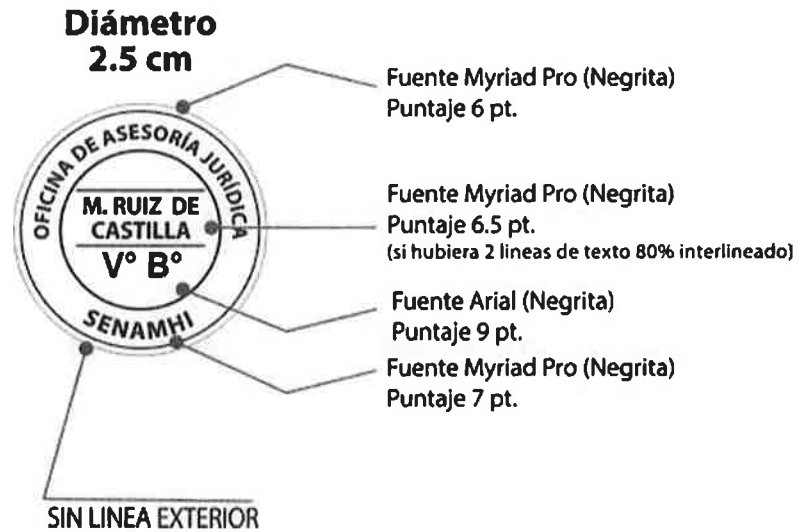 Diámetro
2.5 cm
Fuente Myriad Pro (Negrita)
Puntaje 6 pt.
OFICINA DE ASESORÍA JURÍDICA
M. RUIZ DE
CASTILLA
V° B°
SENAMHI
Fuente Myriad Pro (Negrita)
Puntaje 6.5 pt.
(si hubiera 2 lineas de texto 80% interlineado)
Fuente Arial (Negrita)
Puntaje 9 pt.
Fuente Myriad Pro (Negrita)
Puntaje 7 pt.
SIN LINEA EXTERIOR